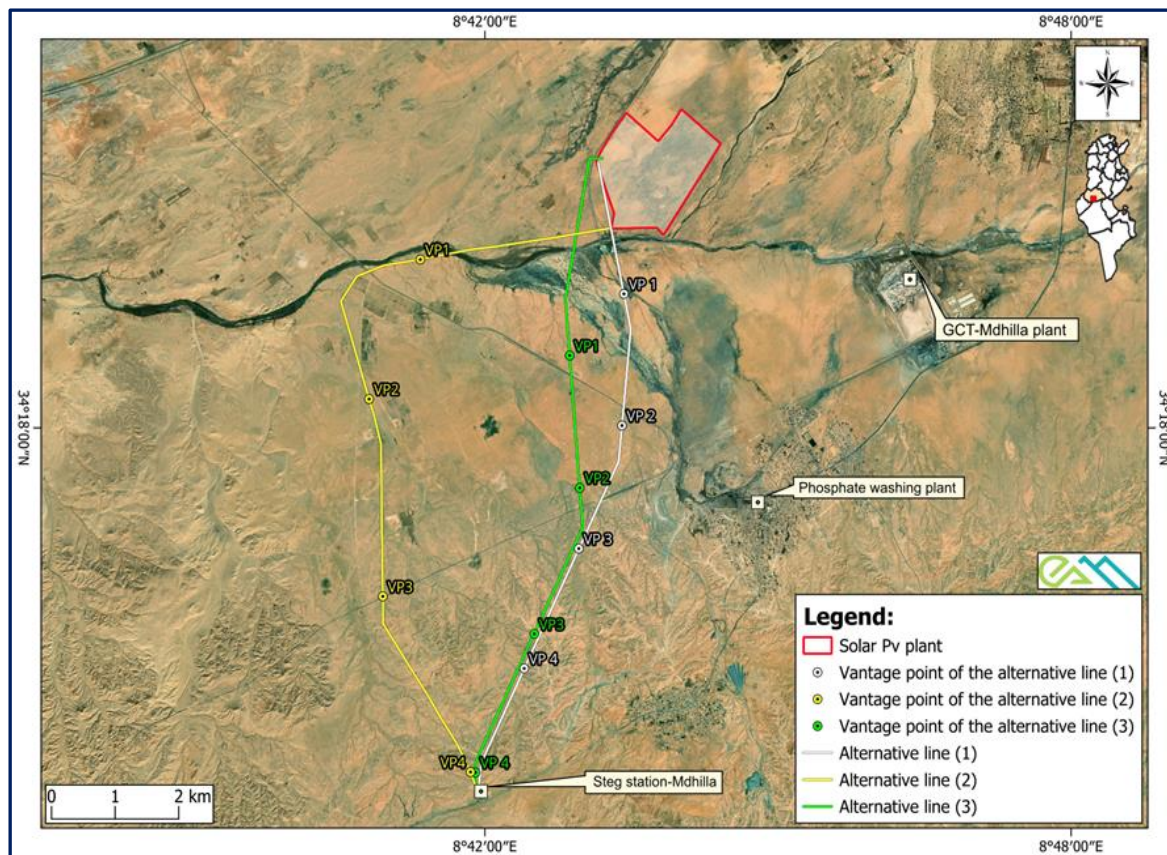 8°42'00"E
8°48'00"E
VP1
VP 1
GCT-Mdhilla plant
VP1
VP2
34°18'00"N
34°18'00"N
VP 2
VP2
Phosphate washing plant
VP 3
VP3
VP3
VP 4
VP4
VP 4
Steg station-Mdhilla
0 1 2 km
Legend:
Solar Pv plant
Vantage point of the alternative line (1)
Vantage point of the alternative line (2)
Vantage point of the alternative line (3)
Alternative line (1)
Alternative line (2)
Alternative line (3)
8°42'00"E
8°48'00"E